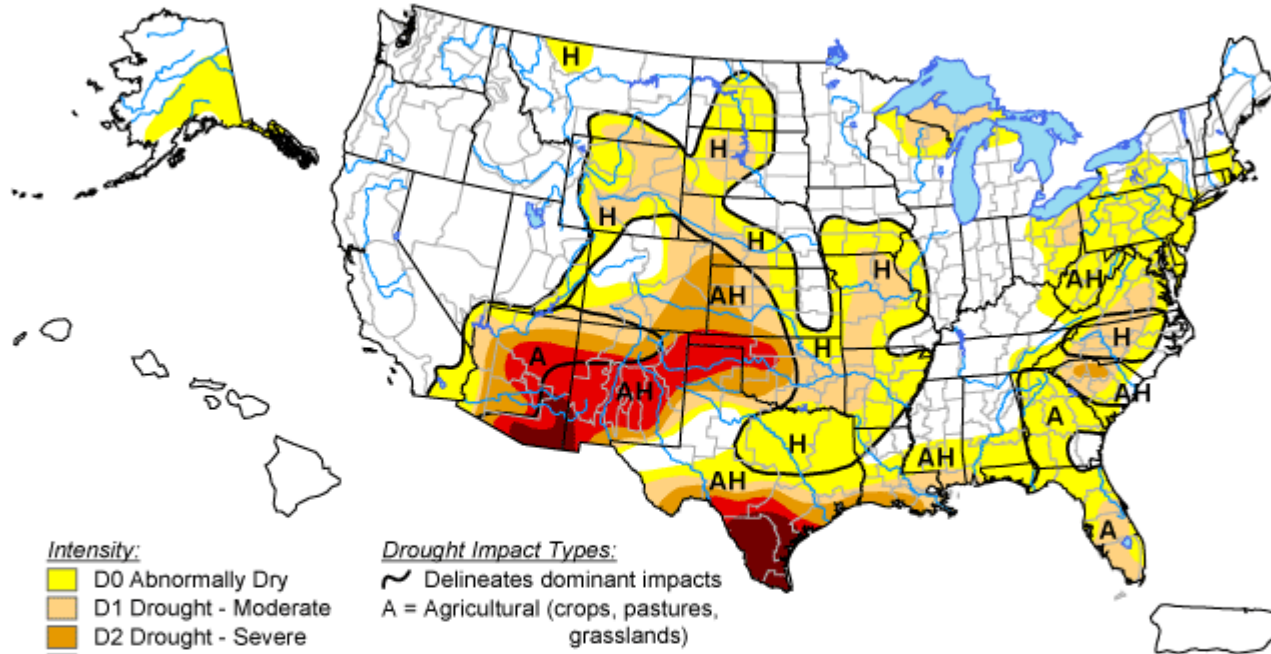 H
H
H
H
H
AH
AH
H
H
A
AH
AH
H
A
AH
AH
A
Intensity:
D0 Abnormally Dry
D1 Drought - Moderate
D2 Drought - Severe
Drought Impact Types:
Delineates dominant impacts
A = Agricultural (crops, pastures,
grasslands)